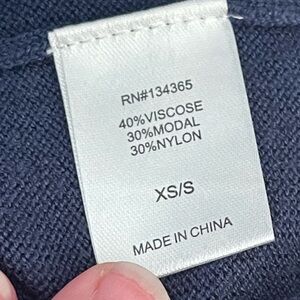 RN#134365
40%VISCOSE
30%MODAL
30%NYLON
XS/S
MADE IN CHINA